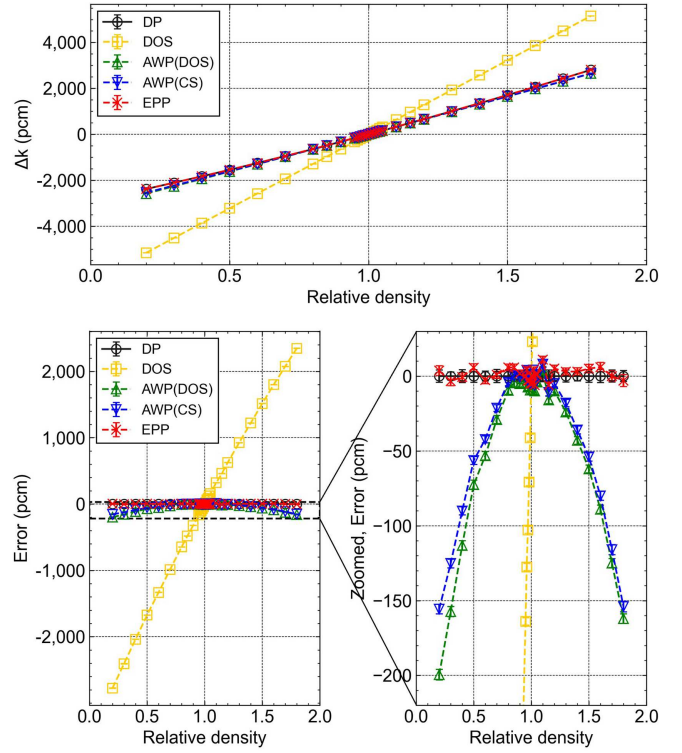 4,000
2,000
0
-2,000
-4,000
Δk (pcm)
DP
DOS
AWP(DOS)
AWP(CS)
EPP
0.0 0.5 1.0 1.5 2.0
Relative density
2,000
1,000
0
-1,000
-2,000
Error (pcm)
DP
DOS
AWP(DOS)
AWP(CS)
EPP
0.0 0.5 1.0 1.5 2.0
Relative density
0
−50
−100
−150
−200
Zoomed, Error (pcm)
0.0 0.5 1.0 1.5 2.0
Relative density